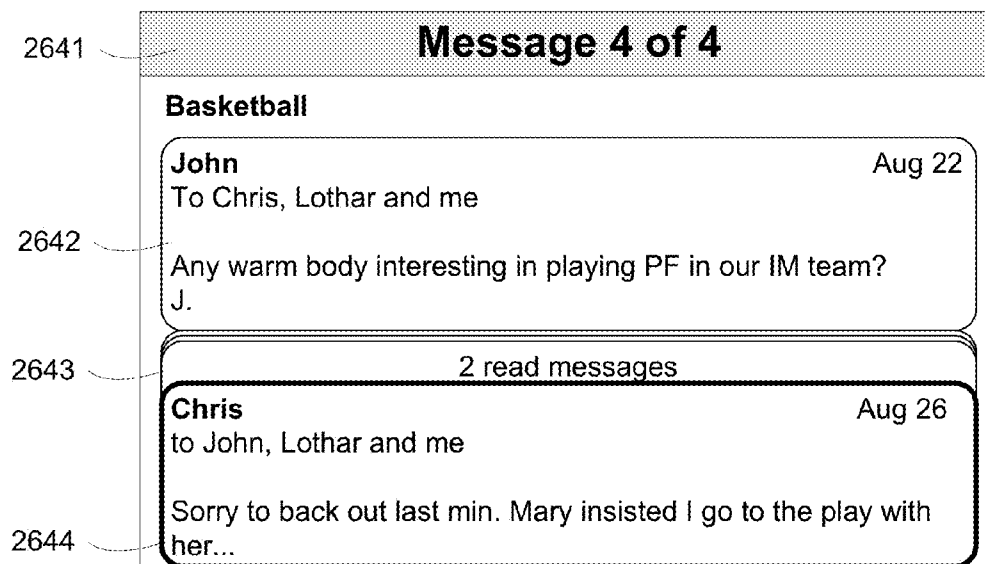 2641
Message 4 of 4
Basketball
John Aug 22
To Chris, Lothar and me
2642
Any warm body interesting in playing PF in our IM team?
J.
2643
2 read messages
Chris Aug 26
to John, Lothar and me
Sorry to back out last min. Mary insisted I go to the play with
2644
her...